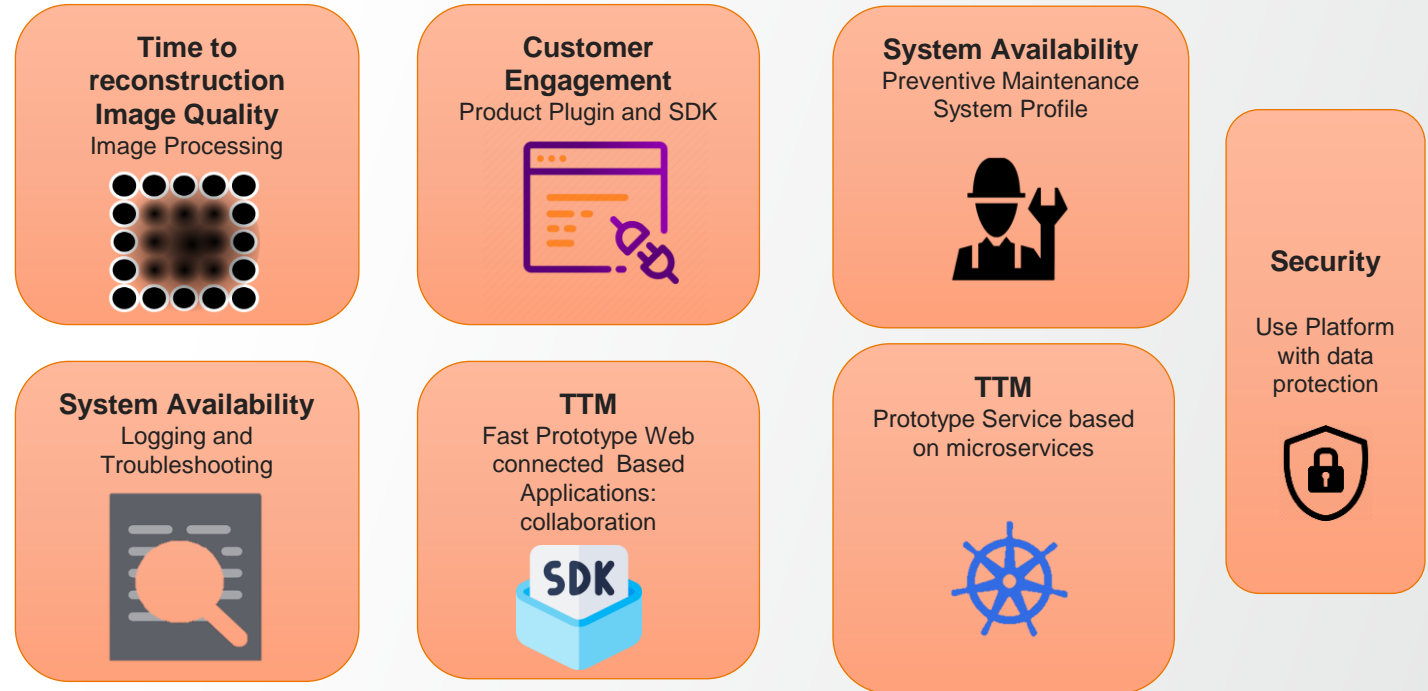 Time to
reconstruction
Image Quality
Image Processing
Customer
Engagement
Product Plugin and SDK
System Availability
Preventive Maintenance
System Profile
Security
Use Platform
with data
protection
System Availability
Logging and
Troubleshooting
TTM
Fast Prototype Web
connected  Based
Applications:
collaboration
SDK
TTM
Prototype Service based
on microservices